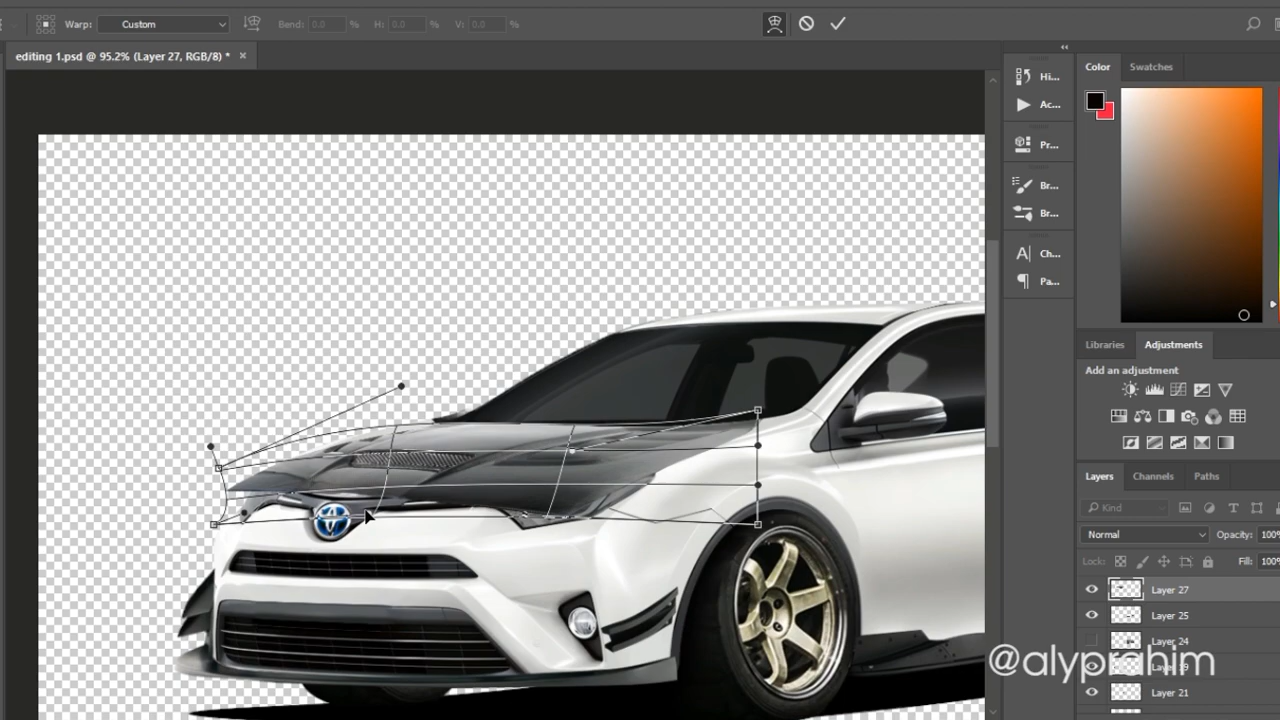 Warp: Custom Bend: 0,0 % H: 0,0 % V: 0,0 %
editing 1.psd @ 95.2% (Layer 27, RGB/8) * ×
Hi...
Ac...
Pr...
Br...
Br...
Ch...
Pa...
Color Swatches
Libraries Adjustments
Add an adjustment
Layers Channels Paths
Kind
Normal Opacity: 100%
Lock: Fill: 100%
Layer 27
Layer 25
Layer 24
@alyprahim
Layer 21